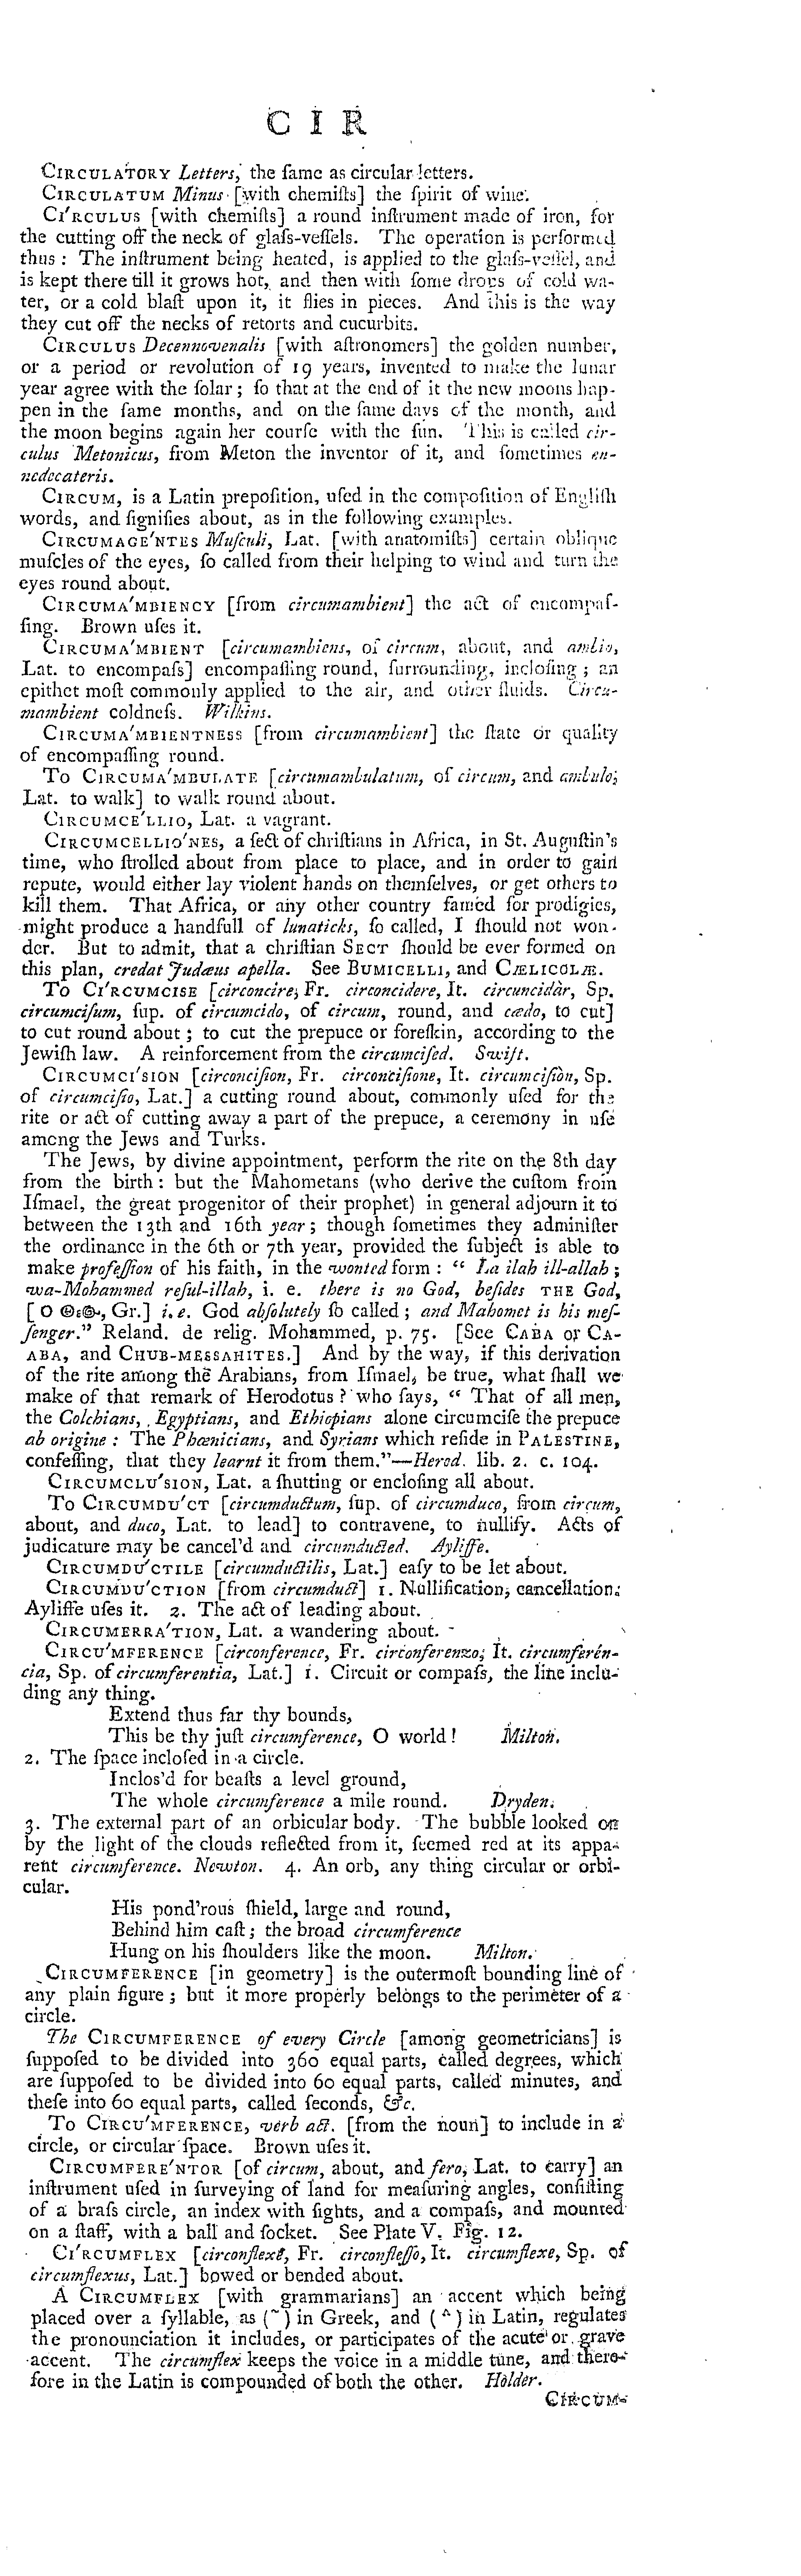 C I R
CIRCULATORY Letters, the ſame as circular letters.
CIRCULATUM Minus [with chemiſts] the ſpirit of wine.
CI′RCULUS [with chemiſts] a round inſtrument made of iron, for
the cutting off the neck of glaſs-veſſels. The operation is performed
thus : The inſtrument being heated, is applied to the glaſs-veſſel, and
is kept there till it grows hot, and then with ſome drops of cold wa-
ter, or a cold blaſt upon it, it flies in pieces. And this is the way
they cut off the necks of retorts and cucurbits.
CIRCULUS Decennovenalis [with aſtronomers] the golden number,
or a period or revolution of 19 years, invented to make the lunar
year agree with the ſolar ; ſo that at the end of it the new moons hap-
pen in the ſame months, and on the ſame days of the month, and
the moon begins again her courſe with the ſun. This is called cir-
culus Metonicus, from Meton the inventor of it, and ſometimes en-
nedecateris.
CIRCUM, is a Latin prepoſition, uſed in the compoſition of Engliſh
words, and ſignifies about, as in the following examples.
CIRCUMAGE′NTES Muſculi, Lat. [with anatomiſts] certain oblique
muſcles of the eyes, ſo called from their helping to wind and turn the
eyes round about.
CIRCUMA′MBIENCY [from circumambient] the act of encompaſ-
ſing. Brown uſes it.
CIRCUMA′MBIENT [circumambiens, of circum, about, and ambio,
Lat. to encompaſs] encompaſſing round, ſurrounding, incloſing ; an
epithet moſt commonly applied to the air, and other fluids. Circu-
mambient coldneſs. Wilkins.
CIRCUMA′MBIENTNESS [from circumambient] the ſtate or quality
of encompaſſing round.
To CIRCUMA′MBULATE [circumambulatum, of circum, and ambulo,
Lat. to walk] to walk round about.
CIRCUMCE′LLIO, Lat. a vagrant.
CIRCUMCELLIO′NES, a ſect of chriſtians in Africa, in St. Auguſtin's
time, who ſtrolled about from place to place, and in order to gain
repute, would either lay violent hands on themſelves, or get others to
kill them. That Africa, or any other country famed for prodigies,
might produce a handfull of lunaticks, ſo called, I ſhould not won-
der. But to admit, that a chriſtian SECT ſhould be ever formed on
this plan, credat Judæus apella. See BUMICELLI, and CÆLICOLÆ.
To CI′RCUMCISE [circoncire, Fr. circoncidere, It. circuncidàr, Sp.
circumciſum, ſup. of circumcido, of circum, round, and cædo, to cut]
to cut round about ; to cut the prepuce or foreſkin, according to the
Jewiſh law. A reinforcement from the circumciſed. Swift.
CIRCUMCI′SION [circonciſion, Fr. circonciſione, It. circumciſiòn, Sp.
of circumciſio, Lat.] a cutting round about, commonly uſed for the
rite or act of cutting away a part of the prepuce, a ceremony in uſe
among the Jews and Turks.
The Jews, by divine appointment, perform the rite on the 8th day
from the birth : but the Mahometans (who derive the cuſtom from
Iſmael, the great progenitor of their prophet) in general adjourn it to
between the 13th and 16th year ; though ſometimes they adminiſter
the ordinance in the 6th or 7th year, provided the ſubject is able to
make profeſſion of his faith, in the wonted form : “ La ilah ill-allah ;
wa-Mohammed reſul-illah, i. e. there is no God, beſides THE God,
[ O Θεος, Gr.] i. e. God abſolutely ſo called ; and Mahomet is his meſ-
ſenger.” Reland. de relig. Mohammed, p. 75. [See CABA or CA-
ABA, and CHUB-MESSAHITES.] And by the way, if this derivation
of the rite among the Arabians, from Iſmael, be true, what ſhall we
make of that remark of Herodotus ? who ſays, “ That of all men,
the Colchians, Egyptians, and Ethiopians alone circumciſe the prepuce
ab origine : The Phœnicians, and Syrians which reſide in PALESTINE,
confeſſing, that they learnt it from them.”—Herod. lib. 2. c. 104.
CIRCUMCLU′SION, Lat. a ſhutting or encloſing all about.
To CIRCUMDU′CT [circumductum, ſup. of circumduco, from circum,
about, and duco, Lat. to lead] to contravene, to nullify. Acts of
judicature may be cancel'd and circumducted. Ayliffe.
CIRCUMDU′CTILE [circumductilis, Lat.] eaſy to be let about.
CIRCUMDU′CTION [from circumduct] 1. Nullification, cancellation.
Ayliffe uſes it. 2. The act of leading about.
CIRCUMERRA′TION, Lat. a wandering about.
CIRCU′MFERENCE [circonference, Fr. circonferenzo, It. circumferén-
cia, Sp. of circumferentia, Lat.] 1. Circuit or compaſs, the line inclu-
ding any thing.
Extend thus far thy bounds,
This be thy juſt circumference, O world ! Milton.
2. The ſpace incloſed in a circle.
Inclos'd for beaſts a level ground,
The whole circumference a mile round. Dryden.
3. The external part of an orbicular body. The bubble looked on
by the light of the clouds reflected from it, ſeemed red at its appa-
rent circumference. Newton. 4. An orb, any thing circular or orbi-
cular.
His pond'rous ſhield, large and round,
Behind him caſt ; the broad circumference
Hung on his ſhoulders like the moon. Milton.
CIRCUMFERENCE [in geometry] is the outermoſt bounding line of
any plain figure ; but it more properly belongs to the perimeter of a
circle.
The CIRCUMFERENCE of every Circle [among geometricians] is
ſuppoſed to be divided into 360 equal parts, called degrees, which
are ſuppoſed to be divided into 60 equal parts, called minutes, and
theſe into 60 equal parts, called ſeconds, &c.
To CIRCU′MFERENCE, verb act. [from the noun] to include in a
circle, or circular ſpace. Brown uſes it.
CIRCUMFERE′NTOR [of circum, about, and fero, Lat. to carry] an
inſtrument uſed in ſurveying of land for meaſuring angles, conſiſting
of a braſs circle, an index with ſights, and a compaſs, and mounted
on a ſtaff, with a ball and ſocket. See Plate V. Fig. 12.
CI′RCUMFLEX [circonflexe, Fr. circonfleſſo, It. circumflexe, Sp. of
circumflexus, Lat.] bowed or bended about.
A CIRCUMFLEX [with grammarians] an accent which being
placed over a ſyllable, as (~) in Greek, and (^) in Latin, regulates
the pronounciation it includes, or participates of the acute or grave
accent. The circumflex keeps the voice in a middle tune, and there-
fore in the Latin is compounded of both the other. Holder.
CIRCUM-